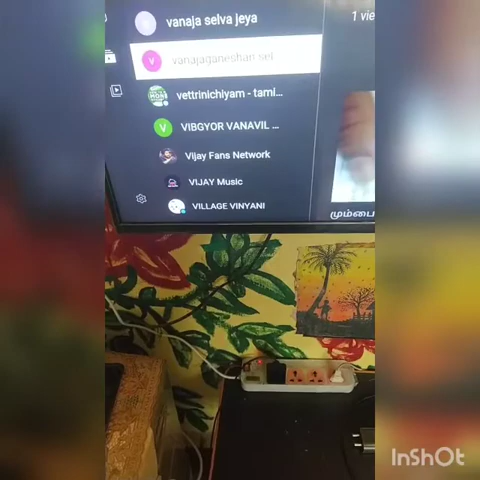 vanaja selva jeya
1 vie
vanajaganeshan sel
vettrinichiyam - tami...
VIBGYOR VANAVIL ...
Vijay Fans Network
VIJAY Music
VILLAGE VINYANI
மும்பை
InShOt